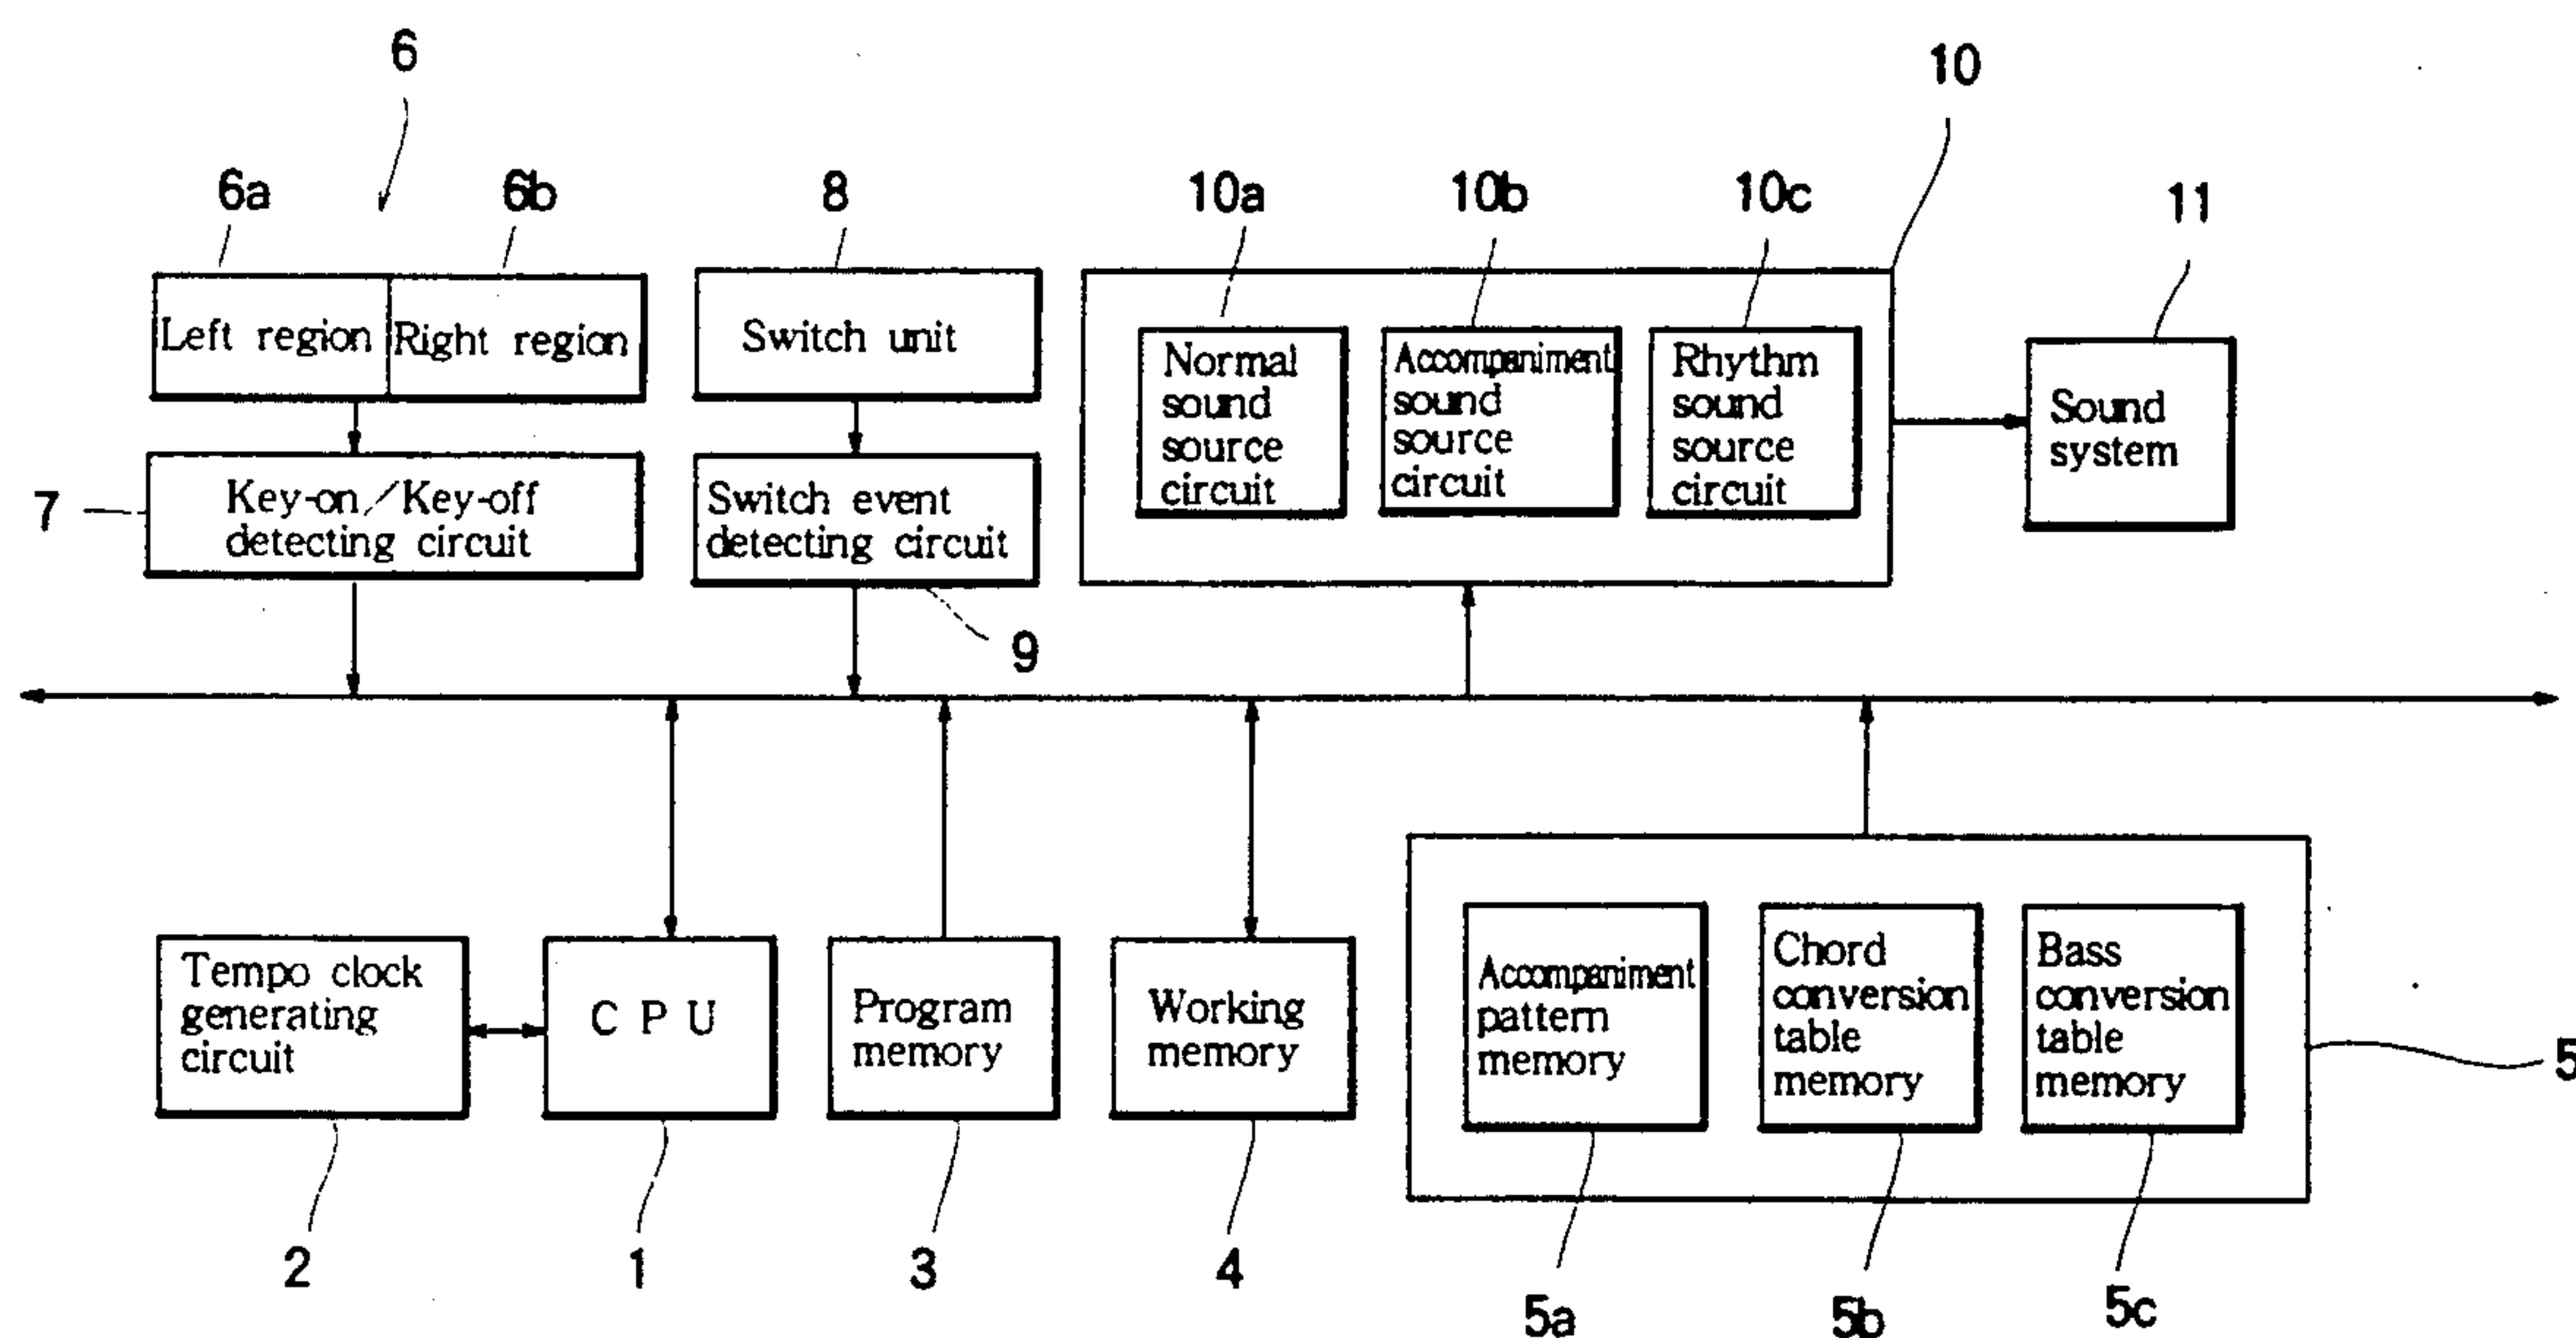 6
10
6a
6b
8
10a
10b
10c
11
Left region
Right region
Switch unit
Normal
sound
source
circuit
Accompaniment
sound
source
circuit
Rhythm
sound
source
circuit
Sound
system
7
Key-on/Key-off
detecting circuit
Switch event
detecting circuit
9
Tempo clock
generating
circuit
C P U
Program
memory
Working
memory
Accompaniment
pattern
memory
Chord
conversion
table
memory
Bass
conversion
table
memory
5
2
1
3
4
5a
5b
5c